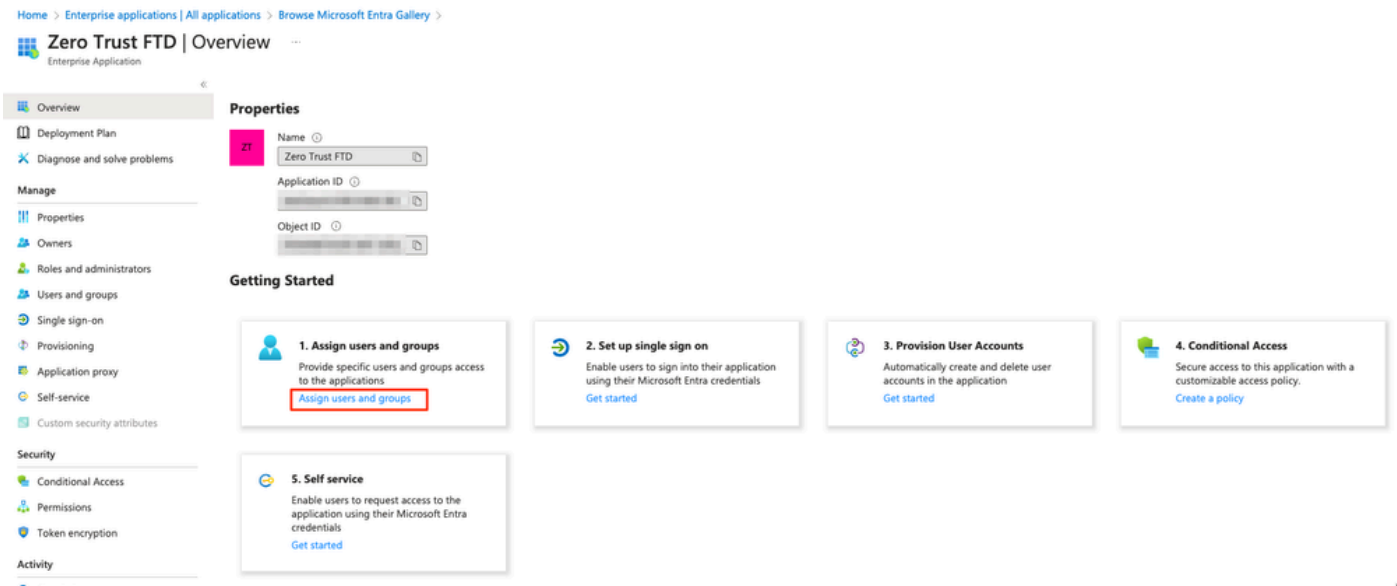 Home > Enterprise applications | All applications > Browse Microsoft Entra Gallery >
Zero Trust FTD | Overview ...
Enterprise Application
«
Overview
Deployment Plan
Diagnose and solve problems
Manage
Properties
Owners
Roles and administrators
Users and groups
Single sign-on
Provisioning
Application proxy
Self-service
Custom security attributes
Security
Conditional Access
Permissions
Token encryption
Activity
Properties
ZT
Name
Zero Trust FTD
Application ID
Object ID
Getting Started
1. Assign users and groups
Provide specific users and groups access
to the applications
Assign users and groups
2. Set up single sign on
Enable users to sign into their application
using their Microsoft Entra credentials
Get started
3. Provision User Accounts
Automatically create and delete user
accounts in the application
Get started
4. Conditional Access
Secure access to this application with a
customizable access policy.
Create a policy
5. Self service
Enable users to request access to the
application using their Microsoft Entra
credentials
Get started